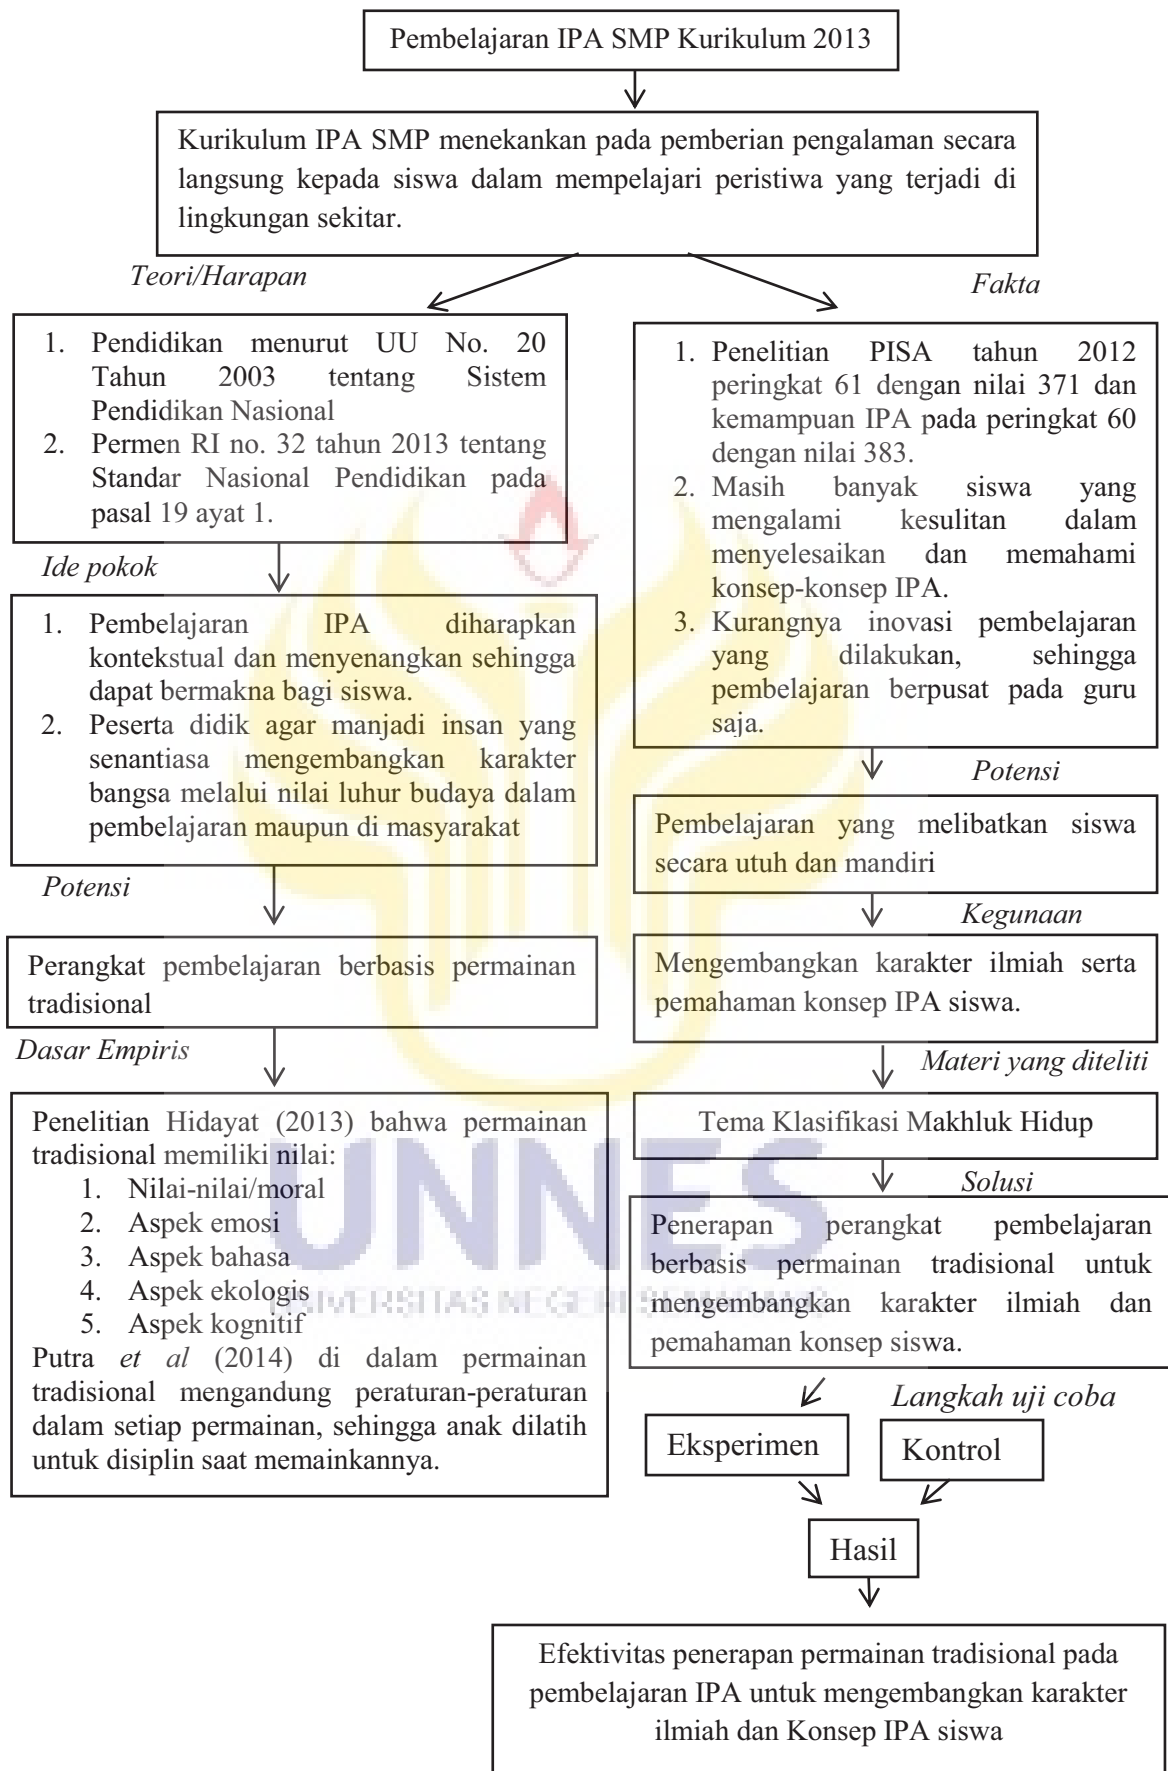 Pembelajaran IPA SMP Kurikulum 2013
Kurikulum IPA SMP menekankan pada pemberian pengalaman secara
langsung kepada siswa dalam mempelajari peristiwa yang terjadi di
lingkungan sekitar.
Teori/Harapan
1. Pendidikan menurut UU No. 20
Tahun 2003 tentang Sistem
Pendidikan Nasional
2. Permen RI no. 32 tahun 2013 tentang
Standar Nasional Pendidikan pada
pasal 19 ayat 1.
Ide pokok
1. Pembelajaran IPA diharapkan
kontekstual dan menyenangkan sehingga
dapat bermakna bagi siswa.
2. Peserta didik agar manjadi insan yang
senantiasa mengembangkan karakter
bangsa melalui nilai luhur budaya dalam
pembelajaran maupun di masyarakat
Potensi
Perangkat pembelajaran berbasis permainan
tradisional
Dasar Empiris
Penelitian Hidayat (2013) bahwa permainan
tradisional memiliki nilai:
1. Nilai-nilai/moral
2. Aspek emosi
3. Aspek bahasa
4. Aspek ekologis
5. Aspek kognitif
Putra et al (2014) di dalam permainan
tradisional mengandung peraturan-peraturan
dalam setiap permainan, sehingga anak dilatih
untuk disiplin saat memainkannya.
Fakta
1. Penelitian PISA tahun 2012
peringkat 61 dengan nilai 371 dan
kemampuan IPA pada peringkat 60
dengan nilai 383.
2. Masih banyak siswa yang
mengalami kesulitan dalam
menyelesaikan dan memahami
konsep-konsep IPA.
3. Kurangnya inovasi pembelajaran
yang dilakukan, sehingga
pembelajaran berpusat pada guru
saja.
Potensi
Pembelajaran yang melibatkan siswa
secara utuh dan mandiri
Kegunaan
Mengembangkan karakter ilmiah serta
pemahaman konsep IPA siswa.
Materi yang diteliti
Tema Klasifikasi Makhluk Hidup
Solusi
Penerapan perangkat pembelajaran
berbasis permainan tradisional untuk
mengembangkan karakter ilmiah dan
pemahaman konsep siswa.
Langkah uji coba
Eksperimen
Kontrol
Hasil
Efektivitas penerapan permainan tradisional pada
pembelajaran IPA untuk mengembangkan karakter
ilmiah dan Konsep IPA siswa
UNNES
UNIVERSITAS NEGERI SEMARANG